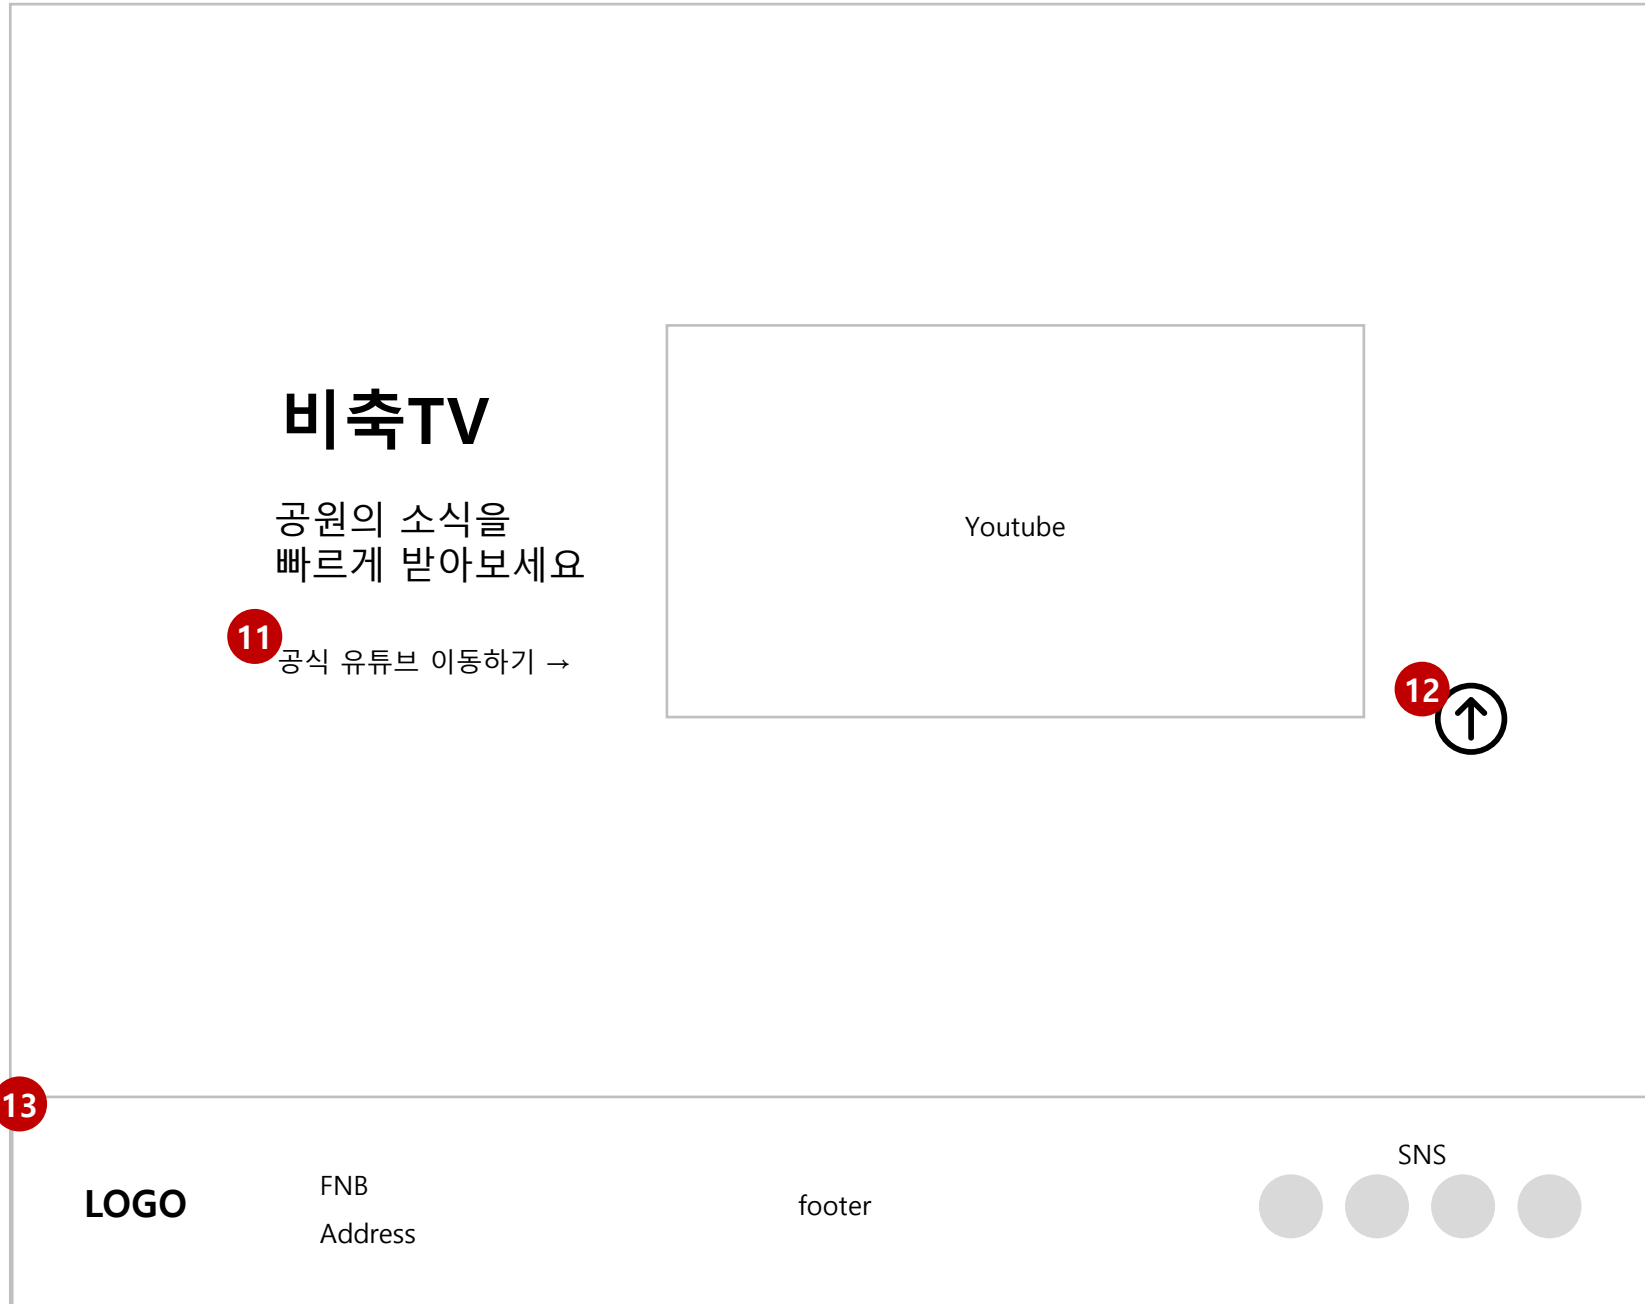 비축TV
공원의 소식을
빠르게 받아보세요
11
공식 유튜브 이동하기 →
Youtube
12
13
LOGO
FNB
Address
footer
SNS